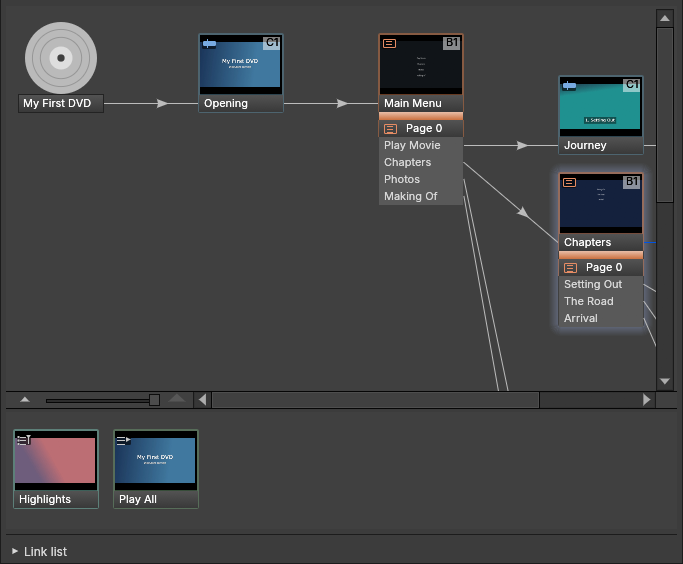 My First DVD
C1
My First DVD
Opening
B1
Main Menu
Page 0
Play Movie
Chapters
Photos
Making Of
C1
1. Setting Out
Journey
B1
Chapters
Page 0
Setting Out
The Road
Arrival
Highlights
My First DVD
Play All
Link list